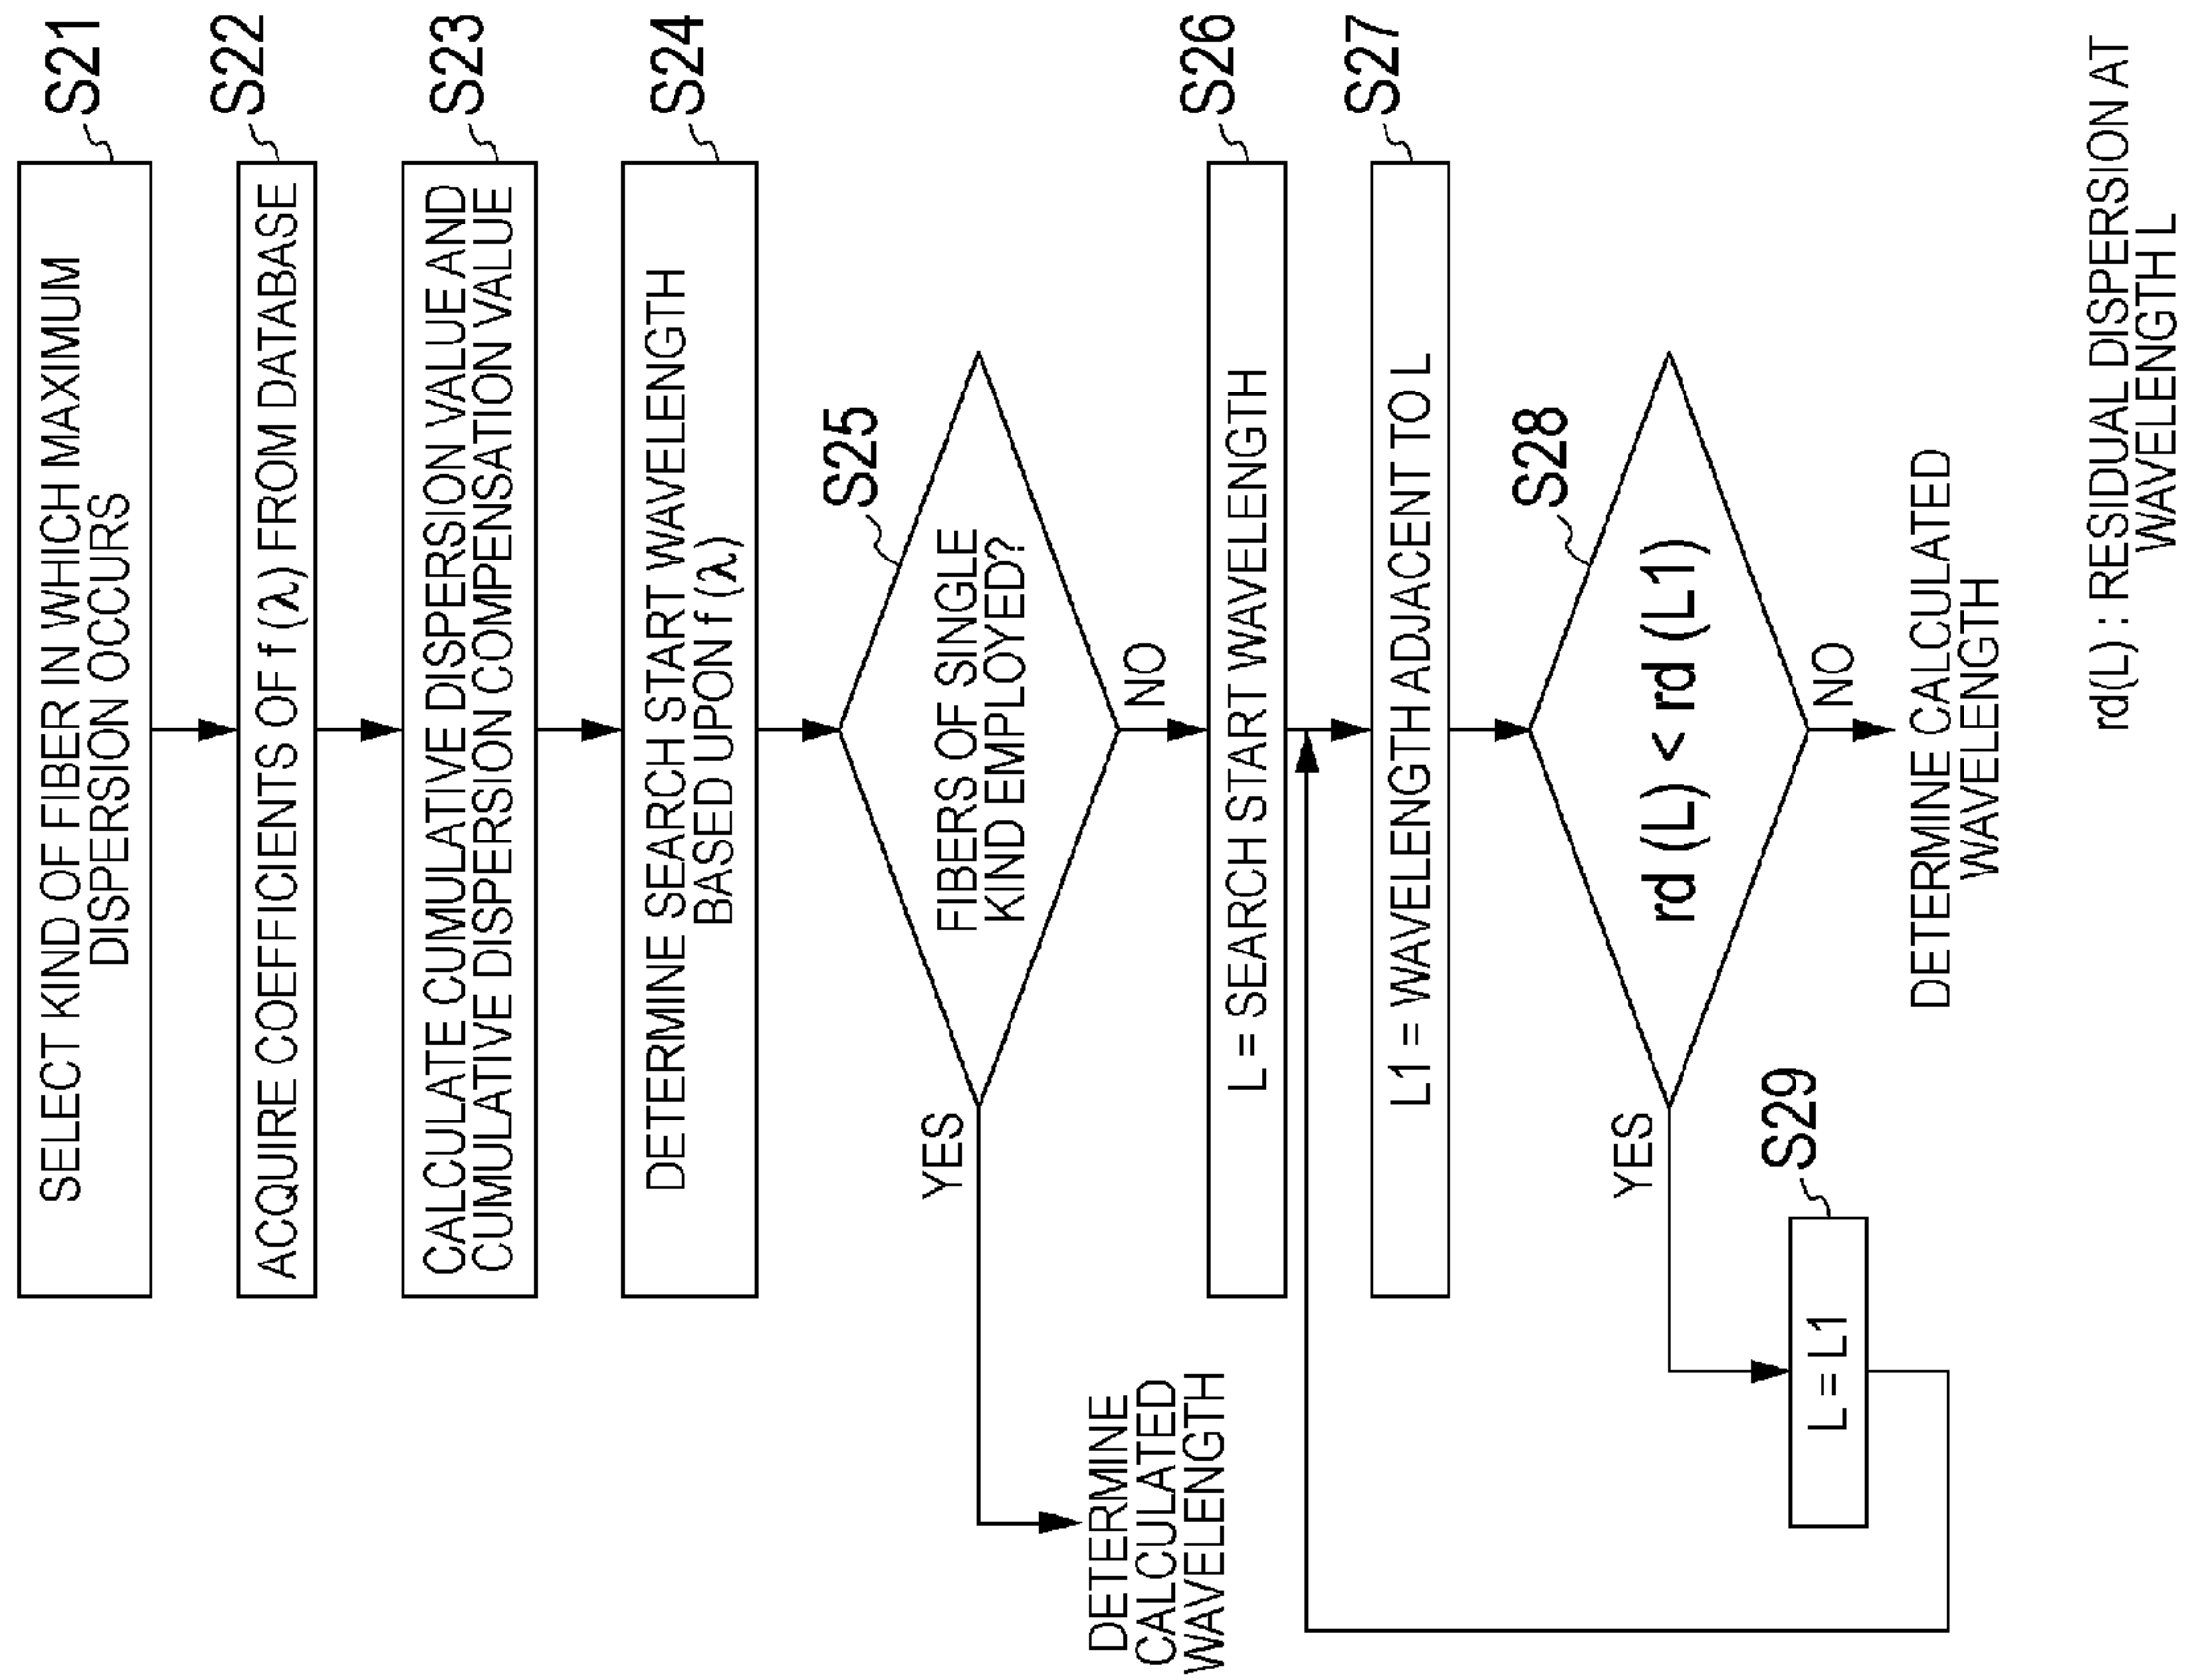 S21
SELECT KIND OF FIBER IN WHICH MAXIMUM
DISPERSION OCCURS
S22
ACQUIRE COEFFICIENTS OF f (λ) FROM DATABASE
S23
CALCULATE CUMULATIVE DISPERSION VALUE AND
CUMULATIVE DISPERSION COMPENSATION VALUE
S24
DETERMINE SEARCH START WAVELENGTH
BASED UPON f (λ)
S25
FIBERS OF SINGLE
KIND EMPLOYED?
YES
DETERMINE
CALCULATED
WAVELENGTH
NO
S26
L = SEARCH START WAVELENGTH
S27
L1 = WAVELENGTH ADJACENT TO L
S28
rd (L) < rd (L1)
YES
S29
L = L1
NO
DETERMINE CALCULATED
WAVELENGTH
rd(L) : RESIDUAL DISPERSION AT
WAVELENGTH L